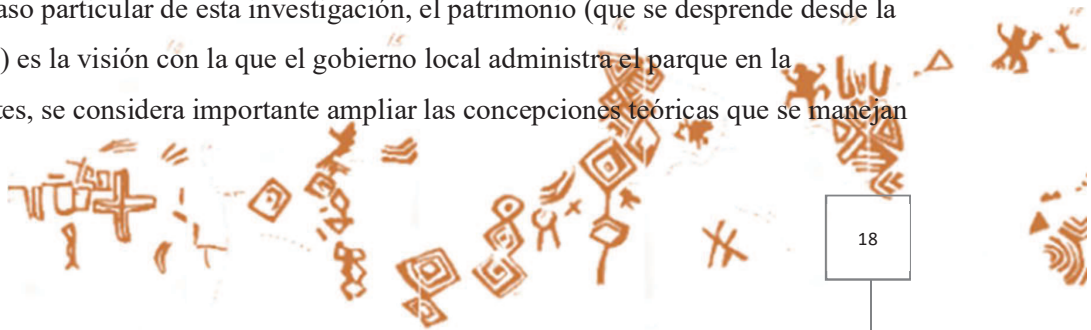 aso particular de esta investigación, el patrimonio (que se desprende desde la
) es la visión con la que el gobierno local administra el parque en la
tes, se considera importante ampliar las concepciones teóricas que se manejan
18